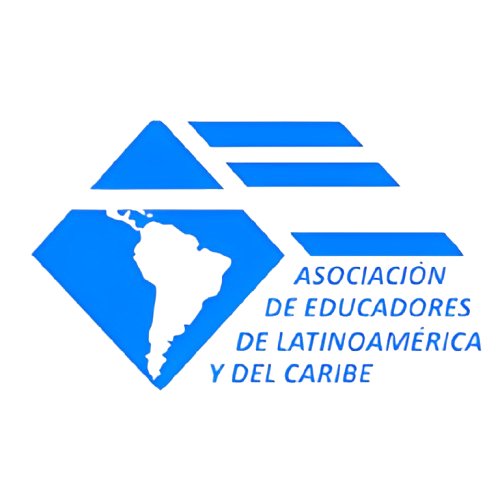 ASOCIACIÓN
DE EDUCADORES
DE LATINOAMÉRICA
Y DEL CARIBE